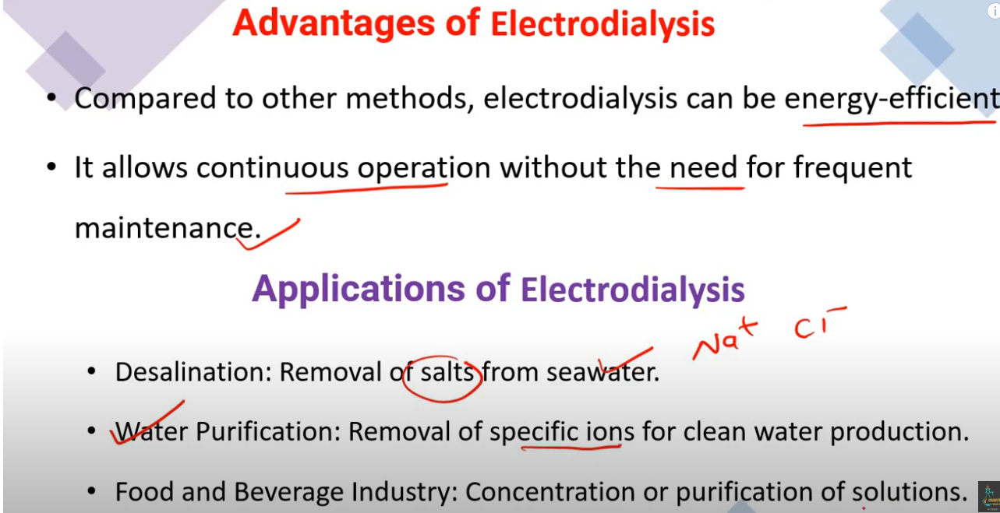 Advantages of Electrodialysis
• Compared to other methods, electrodialysis can be energy-efficient
• It allows continuous operation without the need for frequent
maintenance.
Applications of Electrodialysis
Na+ Cl-
• Desalination: Removal of salts from seawater.
• Water Purification: Removal of specific ions for clean water production.
• Food and Beverage Industry: Concentration or purification of solutions.